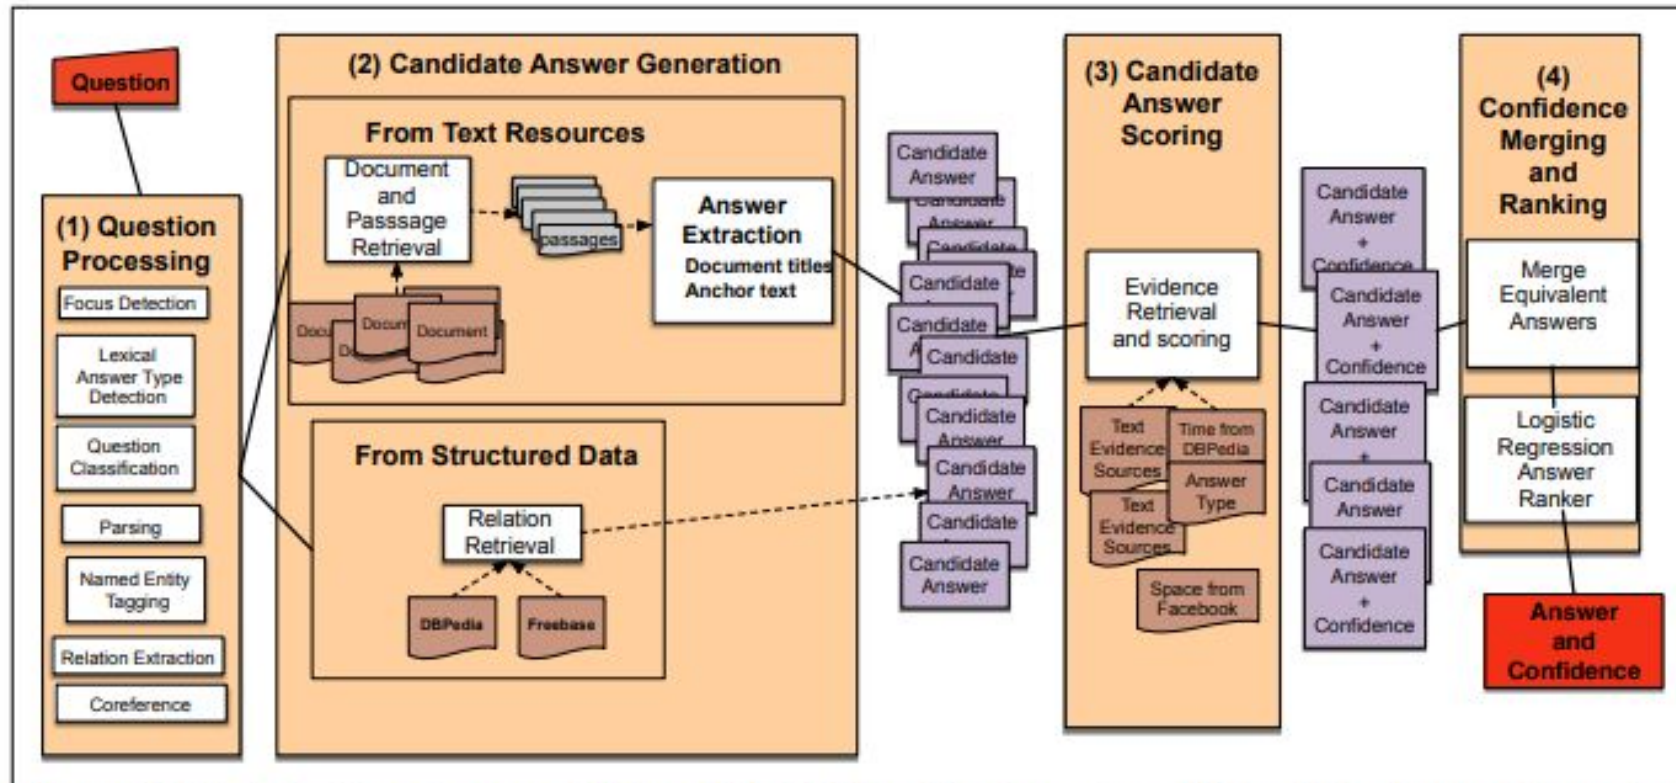 Question
(1) Question
Processing
Focus Detection
Lexical
Answer Type
Detection
Question
Classification
Parsing
Named Entity
Tagging
Relation Extraction
Coreference
(2) Candidate Answer Generation
From Text Resources
Document
and
Passsage
Retrieval
passages
Answer
Extraction
Document titles
Anchor text
Document
From Structured Data
Relation
Retrieval
DBPedia
Freebase
Candidate
Answer
Candidate
Answer
Candidate
Candidate
Candidate
Candidate
Answer
Candidate
Answer
Candidate
Candidate
Answer
(3) Candidate
Answer
Scoring
Evidence
Retrieval
and scoring
Text
Evidence
Sources
Time from
DBPedia
Answer
Type
Text
Evidence
Sources
Space from
Facebook
Candidate
Answer
+
Confidence
Candidate
Answer
+
Confidence
Candidate
Answer
+
Candidate
Answer
Candidate
Answer
+
Confidence
(4)
Confidence
Merging
and
Ranking
Merge
Equivalent
Answers
Logistic
Regression
Answer
Ranker
Answer
and
Confidence